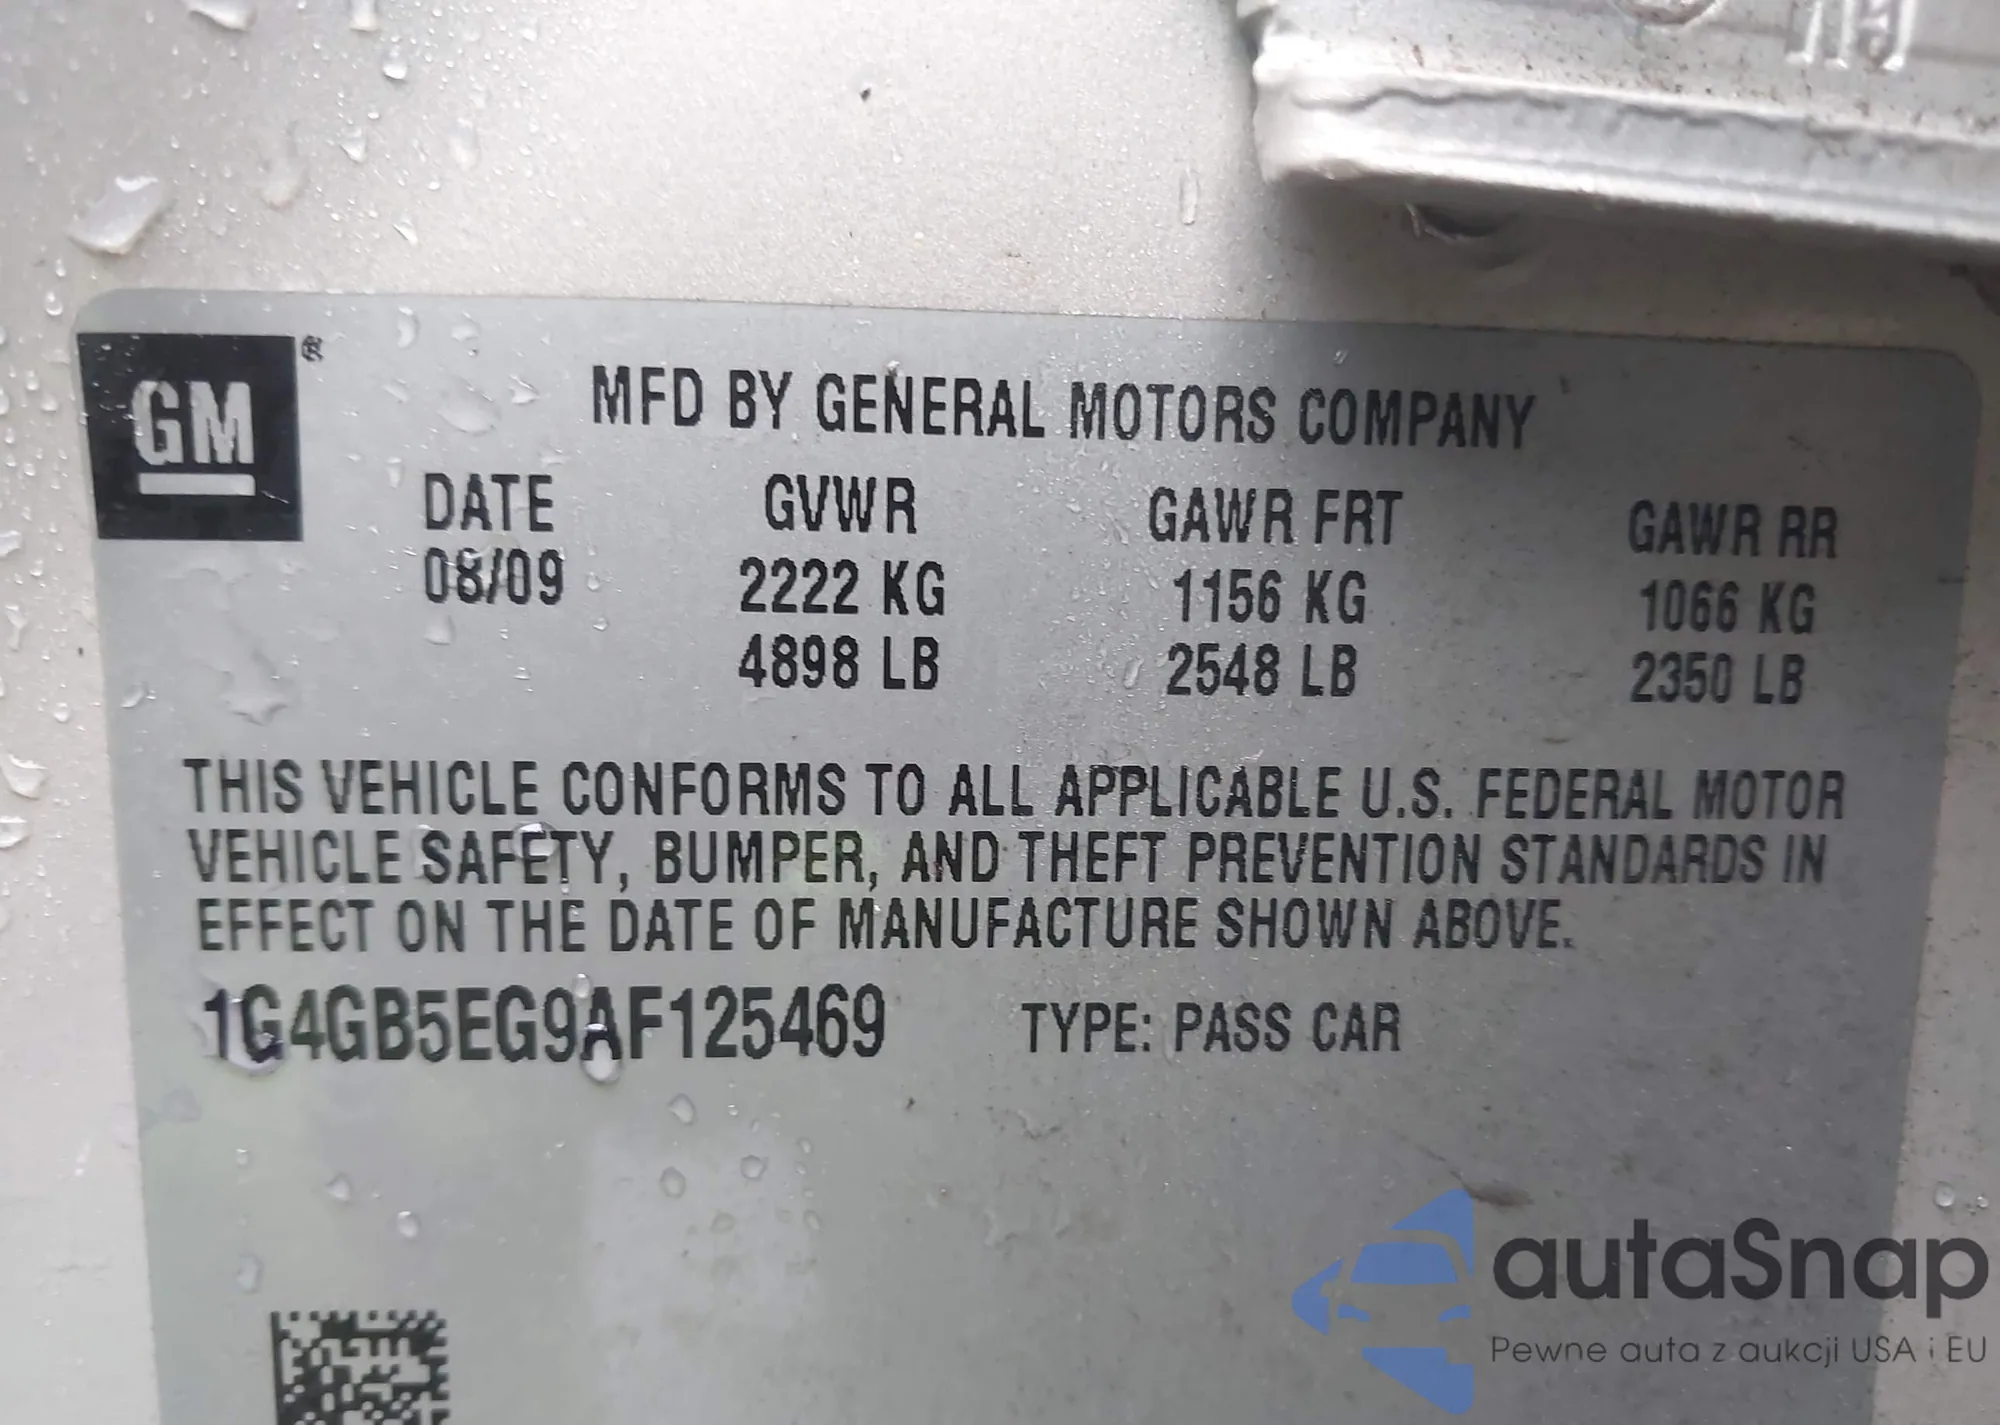 GM®
MFD BY GENERAL MOTORS COMPANY
DATE GVWR GAWR FRT GAWR RR
08/09 2222 KG 1156 KG 1066 KG
4898 LB 2548 LB 2350 LB
THIS VEHICLE CONFORMS TO ALL APPLICABLE U.S. FEDERAL MOTOR
VEHICLE SAFETY, BUMPER, AND THEFT PREVENTION STANDARDS IN
EFFECT ON THE DATE OF MANUFACTURE SHOWN ABOVE.
1G4GB5EG9AF125469 TYPE: PASS CAR
autaSnap
Pewne auta z aukcji USA i EU